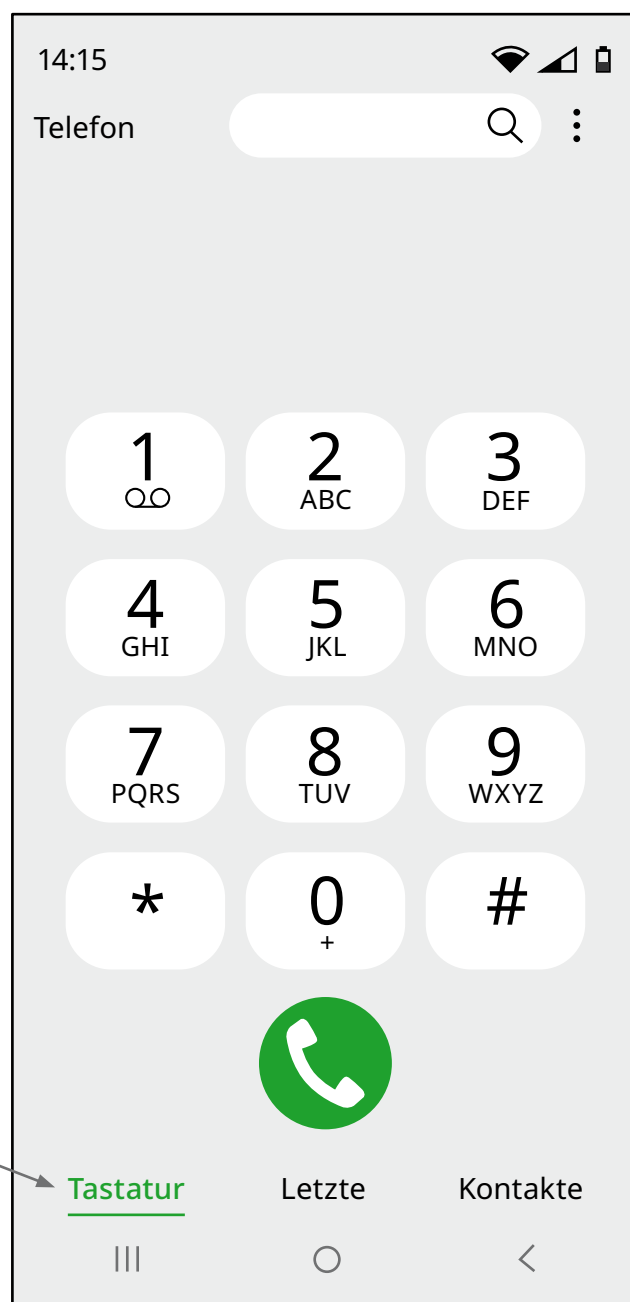 14:15
Telefon
1 2 3
ABC DEF
4 5 6
GHI JKL MNO
7 8 9
PQRS TUV WXYZ
* 0 #
+
Tastatur Letzte Kontakte